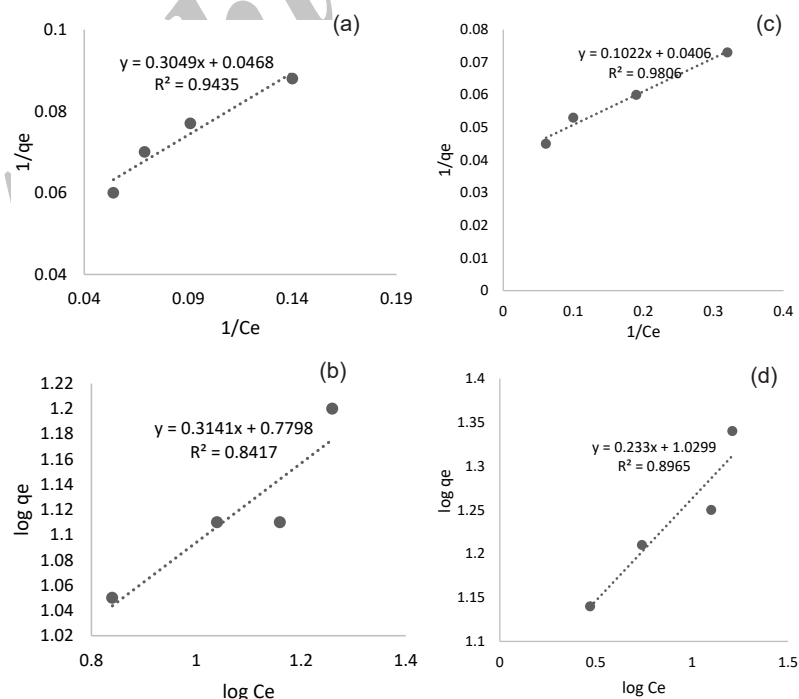 (a)
0.1
0.08
0.06
0.04
1/qe
y = 0.3049x + 0.0468
R² = 0.9435
0.04 0.09 0.14 0.19
1/Ce
(c)
0.08
0.07
0.06
0.05
0.04
0.03
0.02
0.01
0
1/qe
y = 0.1022x + 0.0406
R² = 0.9806
0 0.1 0.2 0.3 0.4
1/Ce
(b)
1.22
1.2
1.18
1.16
1.14
1.12
1.1
1.08
1.06
1.04
1.02
log qe
y = 0.3141x + 0.7798
R² = 0.8417
0.8 1 1.2 1.4
log Ce
(d)
1.4
1.35
1.3
1.25
1.2
1.15
1.1
log qe
y = 0.233x + 1.0299
R² = 0.8965
0 0.5 1 1.5
log Ce